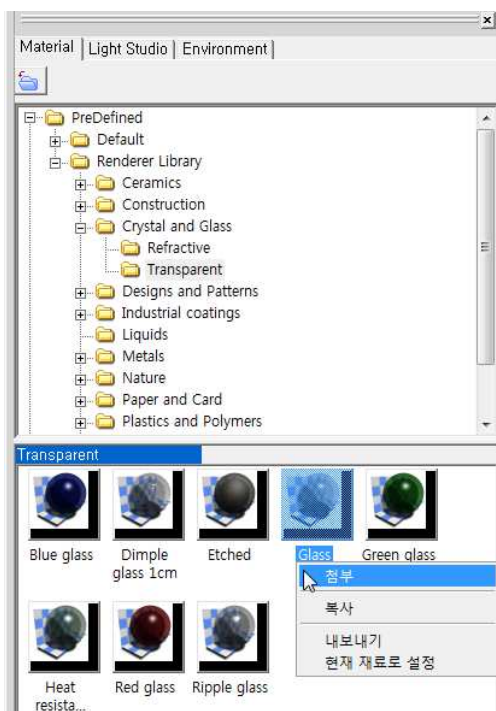 Material Light Studio Environment
PreDefined
Default
Renderer Library
Ceramics
Construction
Crystal and Glass
Refractive
Transparent
Designs and Patterns
Industrial coatings
Liquids
Metals
Nature
Paper and Card
Plastics and Polymers
Transparent
Blue glass Dimple glass 1cm Etched Glass Green glass
첨부
복사
내보내기
현재 재료로 설정
Heat resista... Red glass Ripple glass